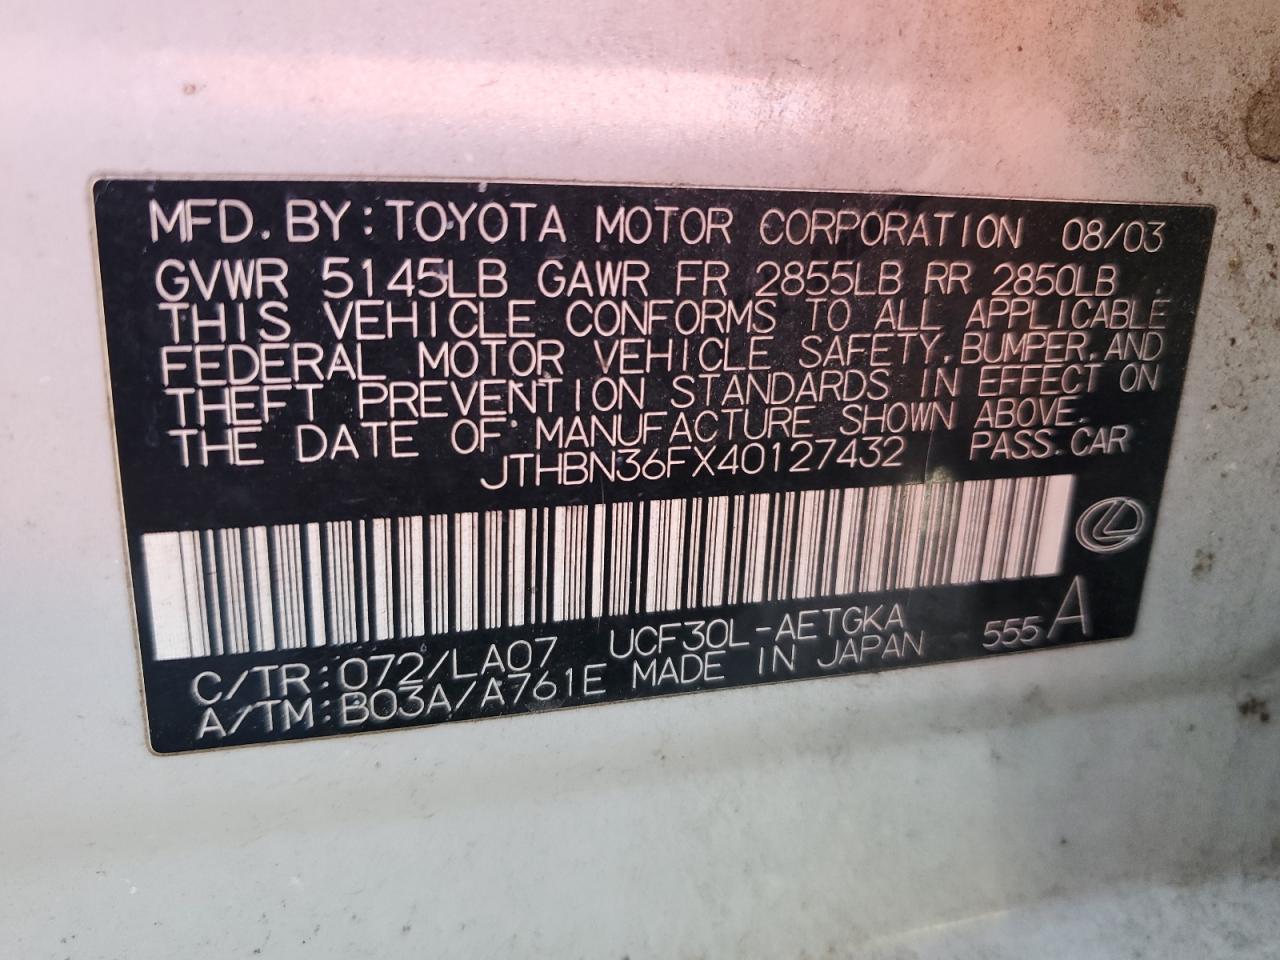 MFD. BY: TOYOTA MOTOR CORPORATION 08/03
GVWR 5145LB GAWR FR 2855LB RR 2850LB
THIS VEHICLE CONFORMS TO ALL APPLICABLE
FEDERAL MOTOR VEHICLE SAFETY, BUMPER, AND
THEFT PREVENTION STANDARDS IN EFFECT ON
THE DATE OF MANUFACTURE SHOWN ABOVE.
JTHBN36FX40127432 PASS. CAR
C/TR: 072/LA07 UCF30L-AETGKA 555 A
A/TM: B03A/A761E MADE IN JAPAN